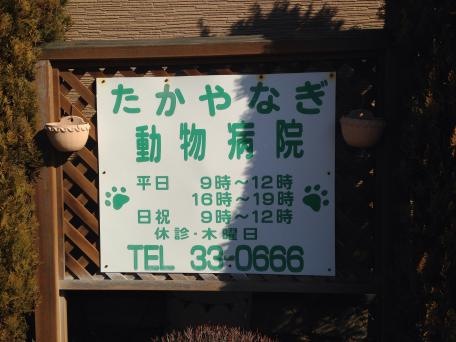 たかやなぎ
動物病院
平日 9時～12時
16時～19時
日祝 9時～12時
休診・木曜日
TEL 33-0666